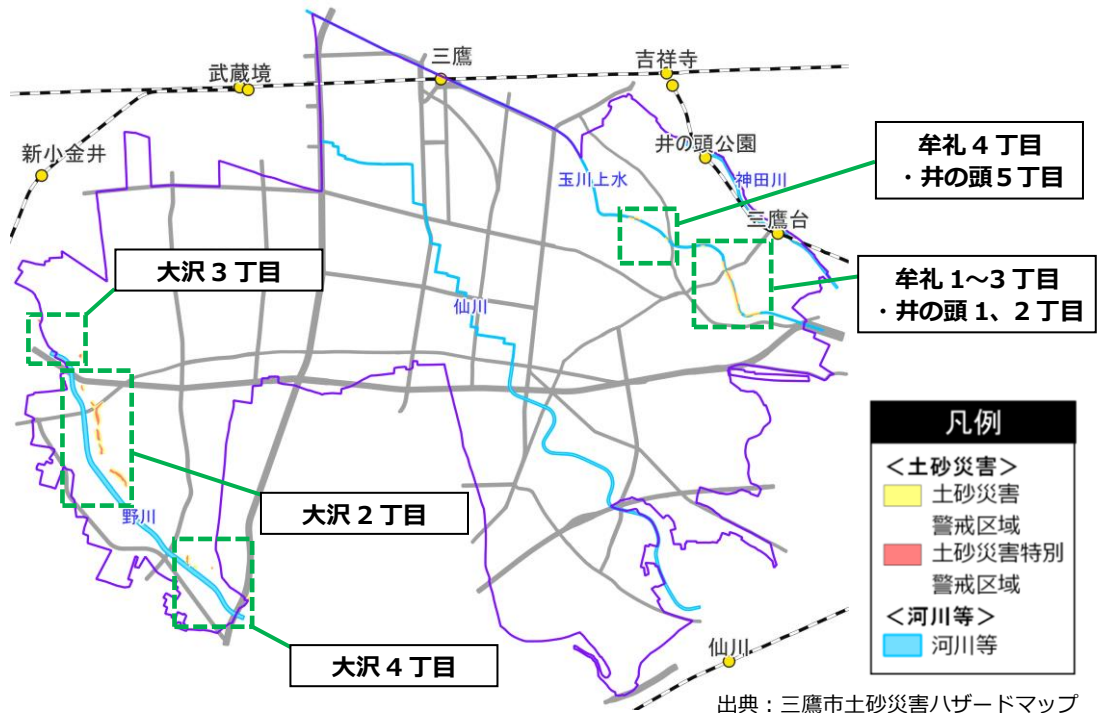 三鷹
吉祥寺
武蔵境
新小金井
井の頭公園
玉川上水
神田川
三鷹台
牟礼４丁目
・井の頭５丁目
大沢３丁目
牟礼１～３丁目
・井の頭１、２丁目
仙川
大沢２丁目
野川
大沢４丁目
仙川
凡例
＜土砂災害＞
土砂災害
警戒区域
土砂災害特別
警戒区域
＜河川等＞
河川等
出典：三鷹市土砂災害ハザードマップ